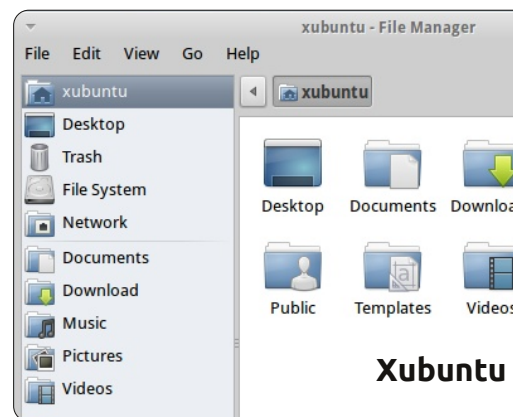 xubuntu - File Manager
File Edit View Go Help
xubuntu
Desktop
Trash
File System
Network
Documents
Download
Music
Pictures
Videos
xubuntu
Desktop Documents
Public Templates Videos
Xubuntu